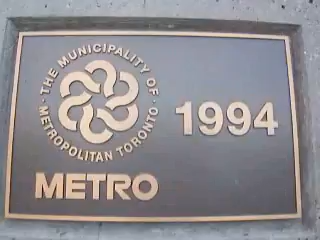 THE MUNICIPALITY OF
METROPOLITAN TORONTO
1994
METRO